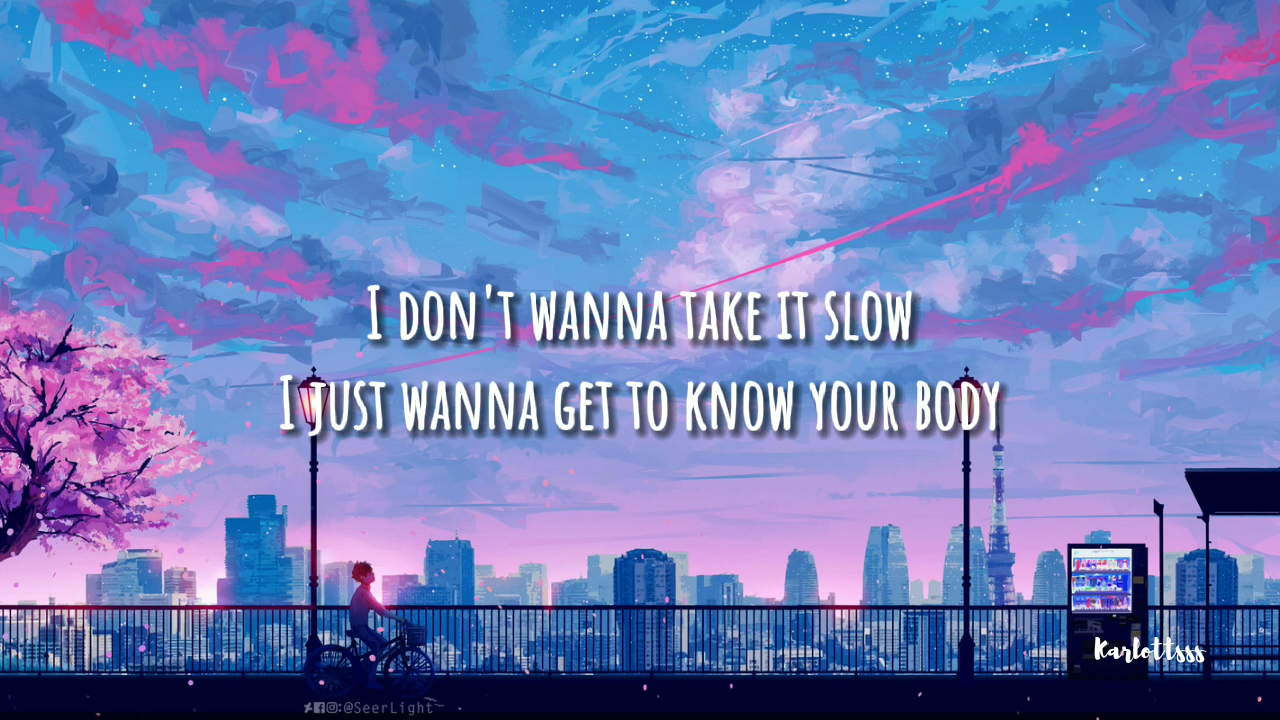 I DON'T WANNA TAKE IT SLOW
I JUST WANNA GET TO KNOW YOUR BODY
Karlottsss
:@SeerLight